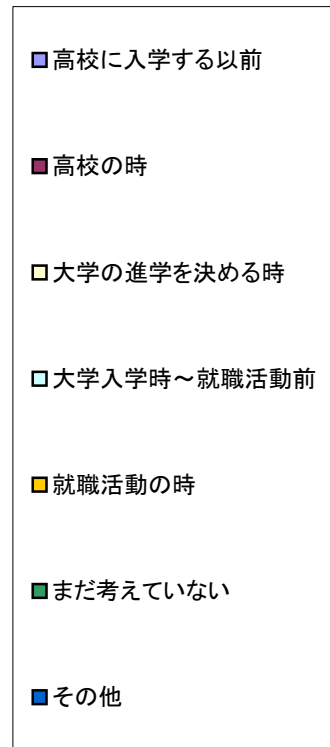 高校に入学する以前
高校の時
大学の進学を決める時
大学入学時～就職活動前
就職活動の時
まだ考えていない
その他